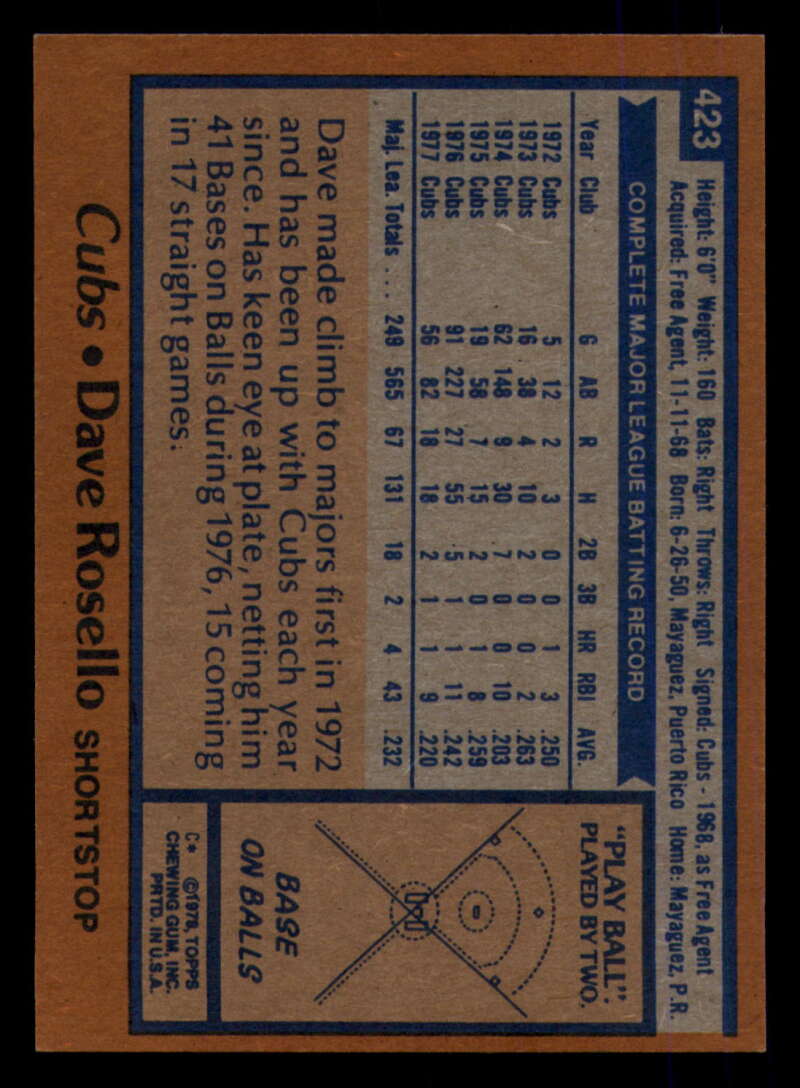 423
Height: 6'0" Weight: 160 Bats: Right Throws: Right Signed: Cubs - 1968, as Free Agent
Acquired: Free Agent, 11-11-68 Born: 6-26-50, Mayaguez, Puerto Rico Home: Mayaguez, P.R.
COMPLETE MAJOR LEAGUE BATTING RECORD
Year Club G AB R H 2B 3B HR RBI AVG.
1972 Cubs 5 12 2 3 0 0 1 3 .250
1973 Cubs 16 38 4 10 2 0 0 2 .263
1974 Cubs 62 148 9 30 7 0 0 10 .203
1975 Cubs 19 58 7 15 2 0 1 8 .259
1976 Cubs 91 227 27 55 5 1 1 11 .242
1977 Cubs 56 82 18 18 2 1 1 9 .220
Maj. Lea. Totals ... 249 565 67 131 18 2 4 43 .232
Dave made climb to majors first in 1972
and has been up with Cubs each year
since. Has keen eye at plate, netting him
41 Bases on Balls during 1976, 15 coming
in 17 straight games.
"PLAY BALL":
PLAYED BY TWO.
BASE
ON BALLS
C* ©1978, TOPPS
CHEWING GUM, INC.
PRTD. IN U.S.A.
Cubs • Dave Rosello SHORTSTOP